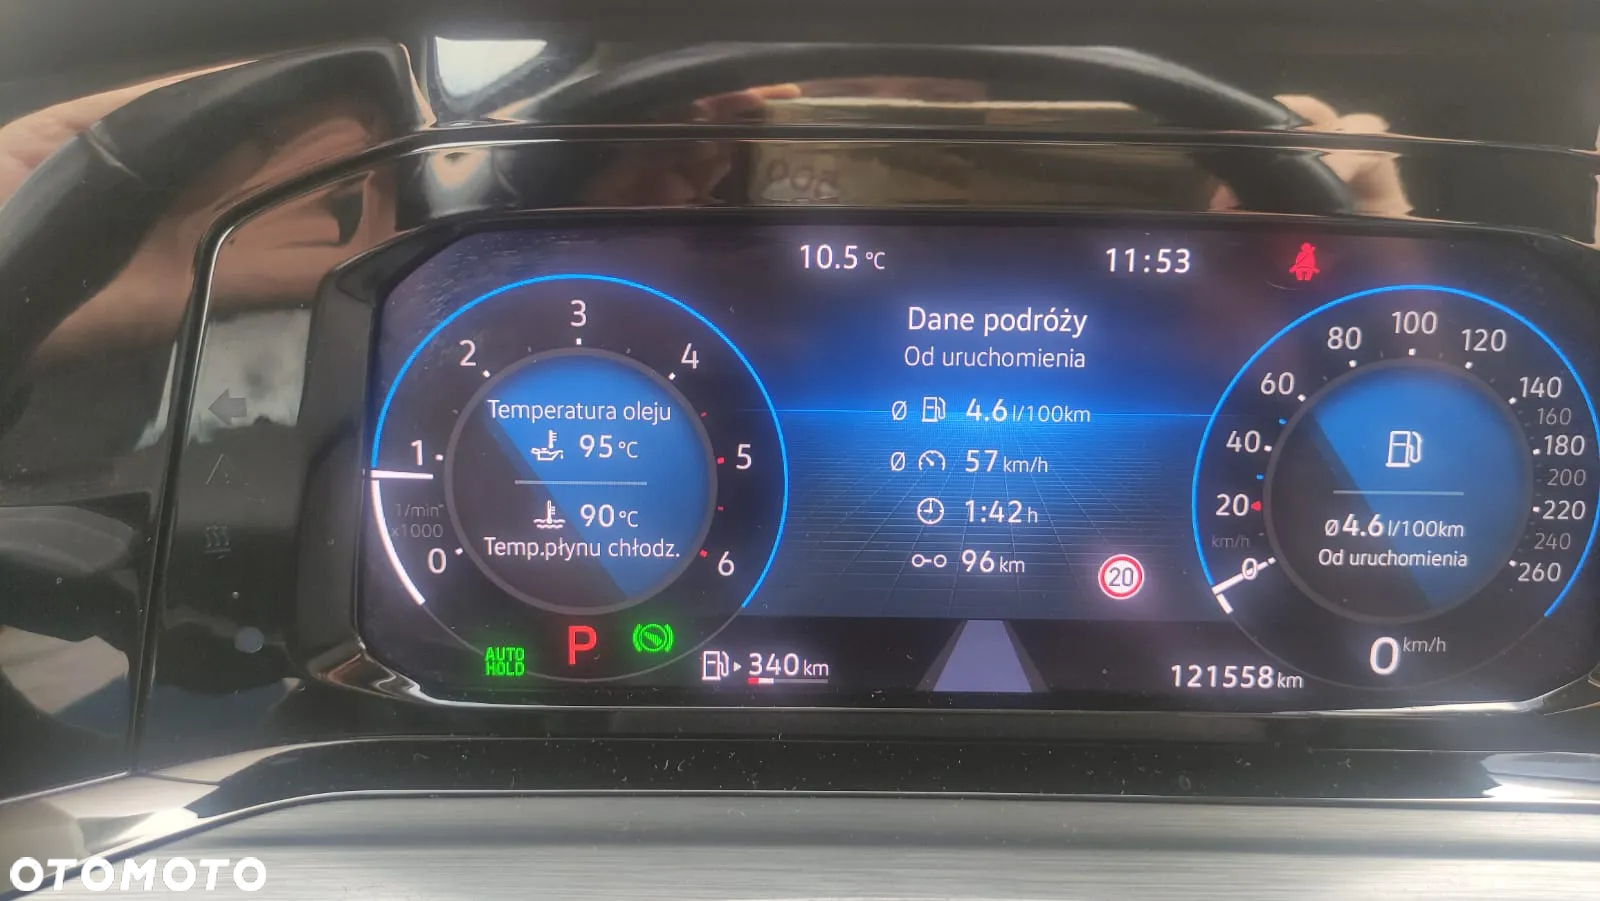 10.5 °C
11:53
3
2
4
1
5
0
6
1/min
x1000
Temperatura oleju
95 °C
90 °C
Temp.płynu chłodz.
AUTO
HOLD
P
Dane podróży
Od uruchomienia
Ø 4.6 l/100km
Ø 57 km/h
1:42 h
96 km
20
340 km
121558 km
100
80
120
60
140
160
40
180
200
20
220
km/h
240
0
260
Ø 4.6 l/100km
Od uruchomienia
0 km/h
OTOMOTO